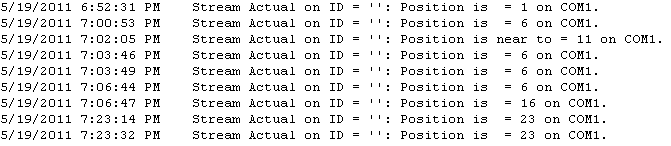 5/19/2011 6:52:31 PM    Stream Actual on ID = '': Position is  = 1 on COM1.
5/19/2011 7:00:53 PM    Stream Actual on ID = '': Position is  = 6 on COM1.
5/19/2011 7:02:05 PM    Stream Actual on ID = '': Position is near to = 11 on COM1.
5/19/2011 7:03:46 PM    Stream Actual on ID = '': Position is  = 6 on COM1.
5/19/2011 7:03:49 PM    Stream Actual on ID = '': Position is  = 6 on COM1.
5/19/2011 7:06:44 PM    Stream Actual on ID = '': Position is  = 6 on COM1.
5/19/2011 7:06:47 PM    Stream Actual on ID = '': Position is  = 16 on COM1.
5/19/2011 7:23:14 PM    Stream Actual on ID = '': Position is  = 23 on COM1.
5/19/2011 7:23:32 PM    Stream Actual on ID = '': Position is  = 23 on COM1.